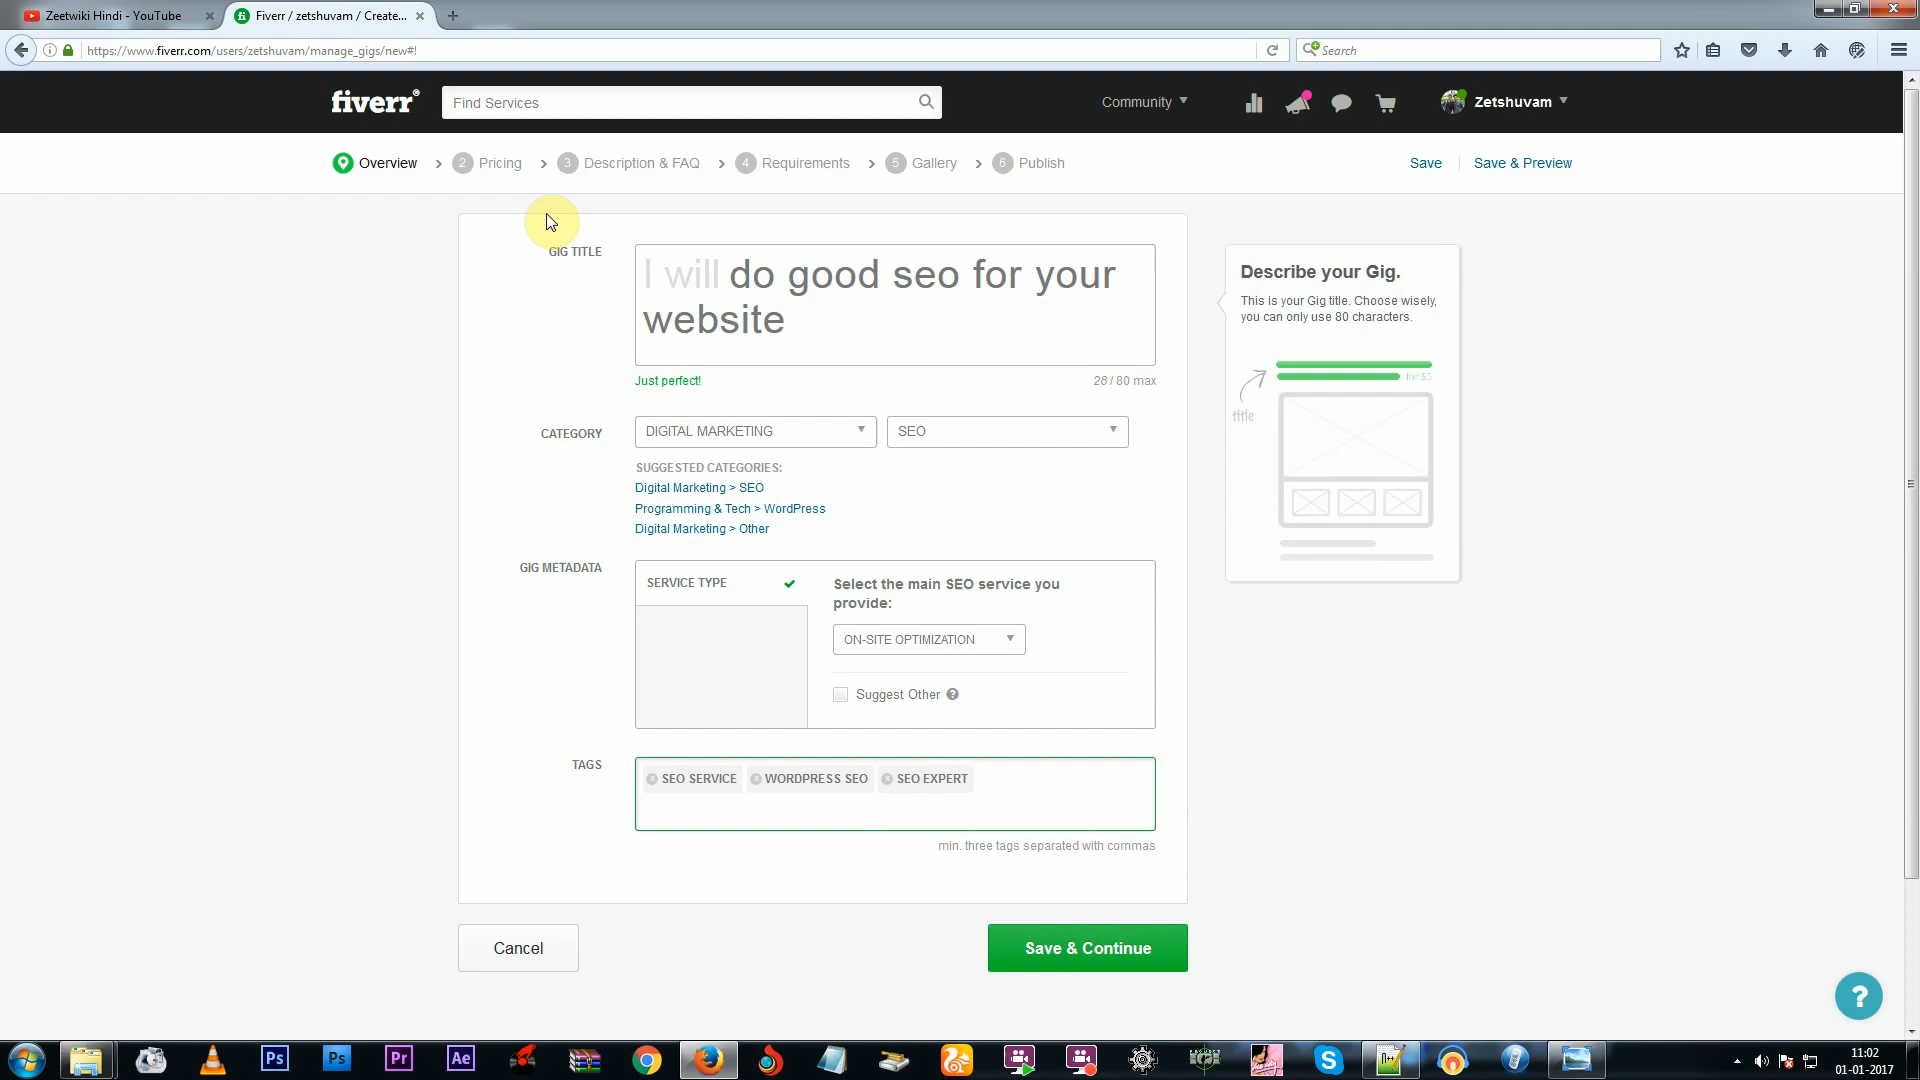 Zeetwiki Hindi - YouTube
Fiverr / zetshuvam / Create...
https://www.fiverr.com/users/zetshuvam/manage_gigs/new#!
Search
fiverr®
Find Services
Community
Zetshuvam
Overview
2 Pricing
3 Description & FAQ
4 Requirements
5 Gallery
6 Publish
Save
Save & Preview
GIG TITLE
I will do good seo for your
website
Just perfect!
28 / 80 max
Describe your Gig.
This is your Gig title. Choose wisely,
you can only use 80 characters.
for $5
title
CATEGORY
DIGITAL MARKETING
SEO
SUGGESTED CATEGORIES:
Digital Marketing > SEO
Programming & Tech > WordPress
Digital Marketing > Other
GIG METADATA
SERVICE TYPE
Select the main SEO service you
provide:
ON-SITE OPTIMIZATION
Suggest Other
TAGS
SEO SERVICE
WORDPRESS SEO
SEO EXPERT
min. three tags separated with commas
Cancel
Save & Continue
?
Ps
Ps
Pr
Ae
11:02
01-01-2017